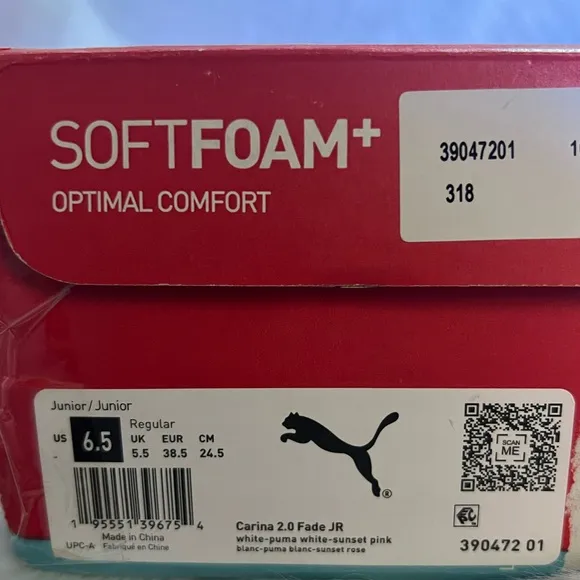 SOFTFOAM+
OPTIMAL COMFORT
39047201
318
Junior/Junior
Regular
US 6.5 UK EUR CM
- 5.5 38.5 24.5
SCAN
ME
1 95551 39675 4
Made in China
UPC-A Fabriqué en Chine
Carina 2.0 Fade JR
white-puma white-sunset pink
blanc-puma blanc-sunset rose
®
390472 01